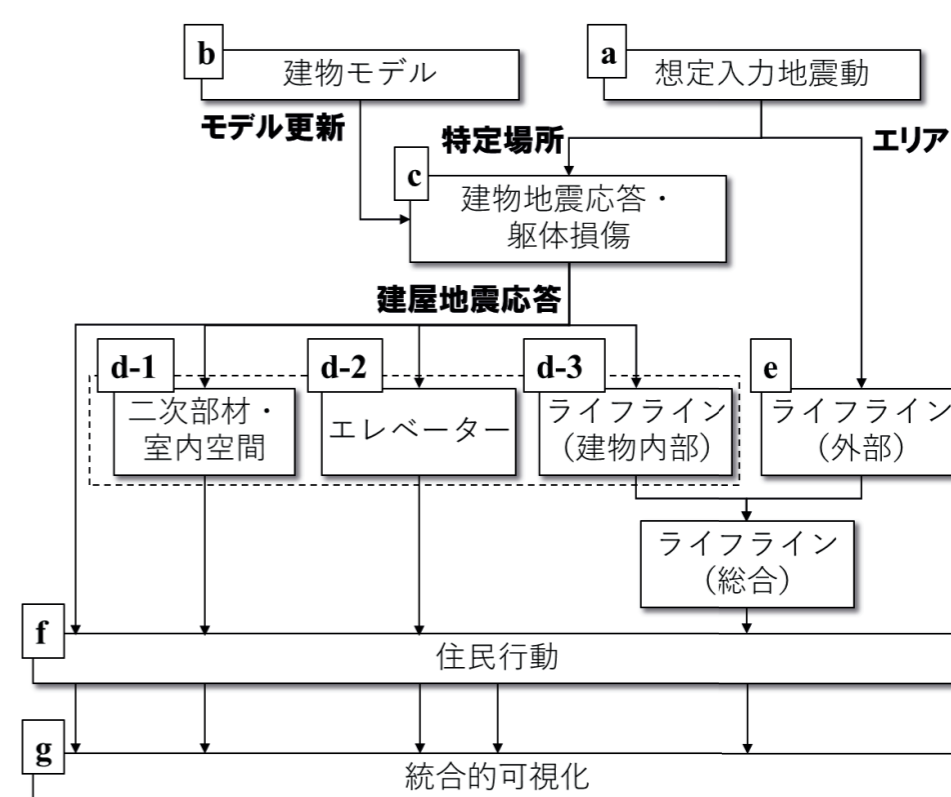 b
建物モデル
a
想定入力地震動
モデル更新
特定場所
エリア
c
建物地震応答・
躯体損傷
建屋地震応答
d-1
二次部材・
室内空間
d-2
エレベーター
d-3
ライフライン
(建物内部)
e
ライフライン
(外部)
ライフライン
(総合)
f
住民行動
g
統合的可視化